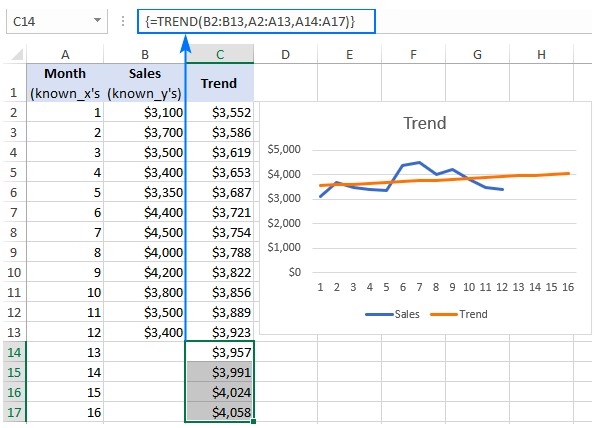 C14 {=TREND(B2:B13,A2:A13,A14:A17)}
A B C D E F G H
Month Sales Trend
1 (known_x's (known_y's)
2 1 $3,100 $3,552
3 2 $3,700 $3,586
4 3 $3,500 $3,619
5 4 $3,400 $3,653
6 5 $3,350 $3,687
7 6 $4,400 $3,721
8 7 $4,500 $3,754
9 8 $4,000 $3,788
10 9 $4,200 $3,822
11 10 $3,800 $3,856
12 11 $3,500 $3,889
13 12 $3,400 $3,923
14 13 $3,957
15 14 $3,991
16 15 $4,024
17 16 $4,058
Trend
$5,000
$4,000
$3,000
$2,000
$1,000
$0
1 2 3 4 5 6 7 8 9 10 11 12 13 14 15 16
Sales Trend